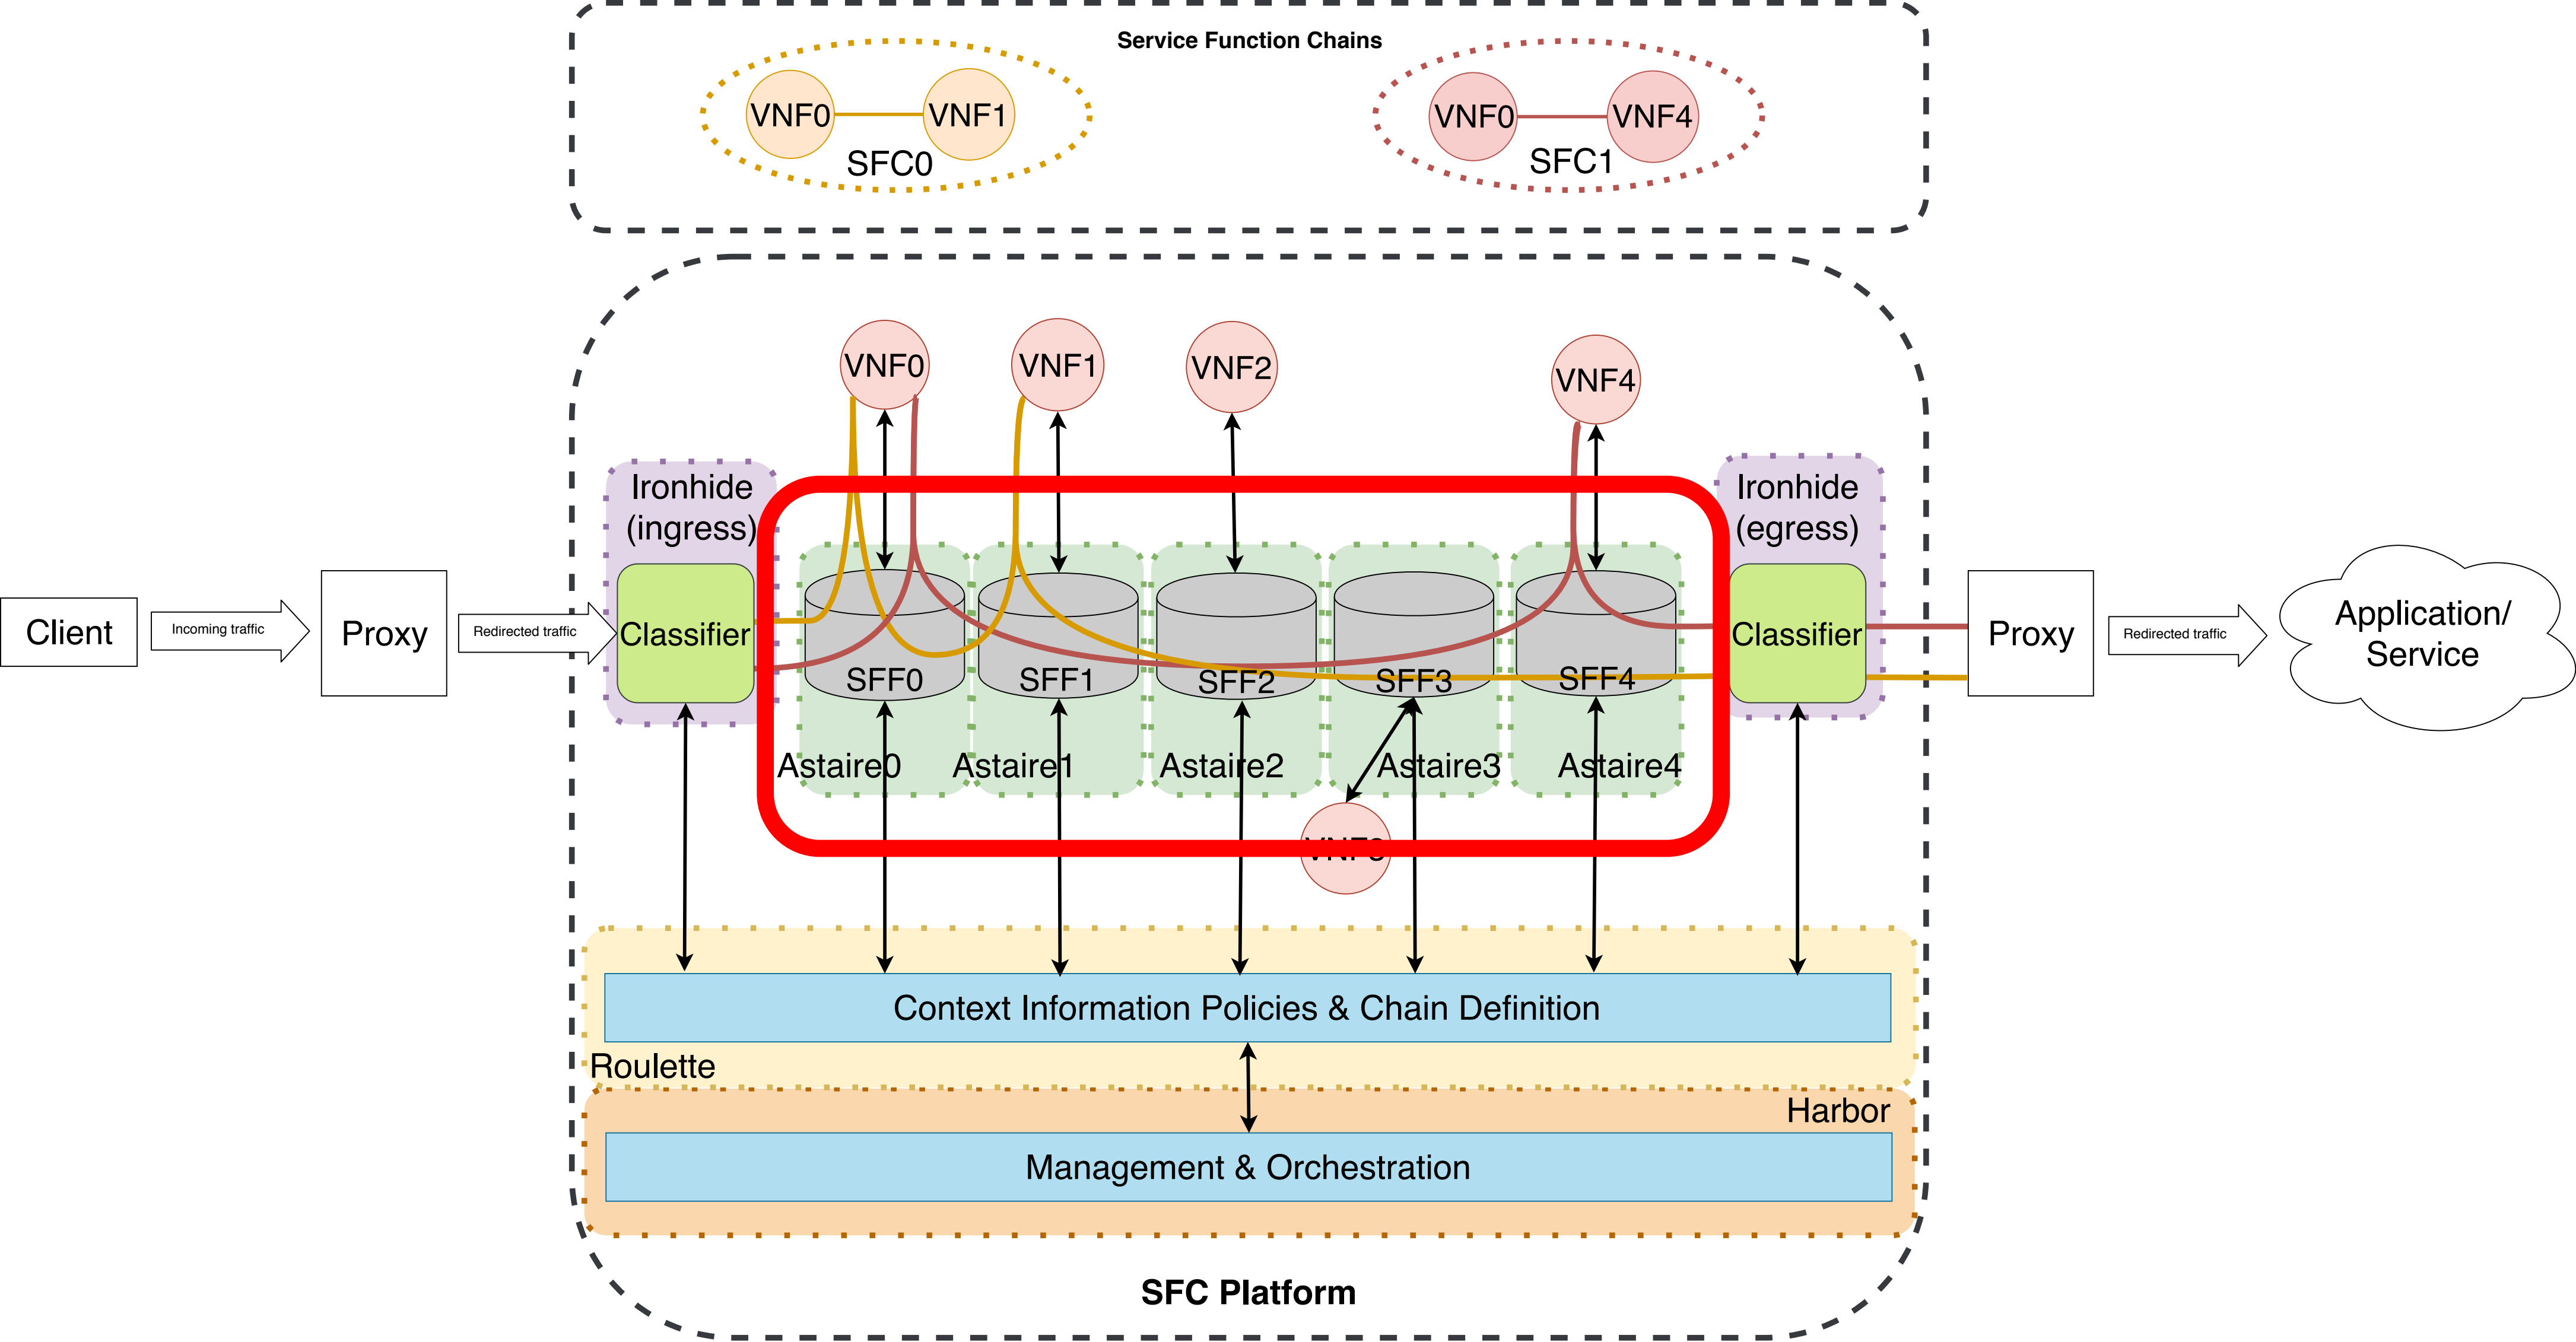 Service Function Chains
VNF0
VNF1
SFC0
VNF0
VNF4
SFC1
VNF0
VNF1
VNF2
VNF4
Ironhide
(ingress)
Ironhide
(egress)
Client
Incoming traffic
Proxy
Redirected traffic
Classifier
SFF0
SFF1
SFF2
SFF3
SFF4
Classifier
Proxy
Redirected traffic
Application/
Service
Astaire0
Astaire1
Astaire2
Astaire3
Astaire4
Context Information Policies & Chain Definition
Roulette
Harbor
Management & Orchestration
SFC Platform